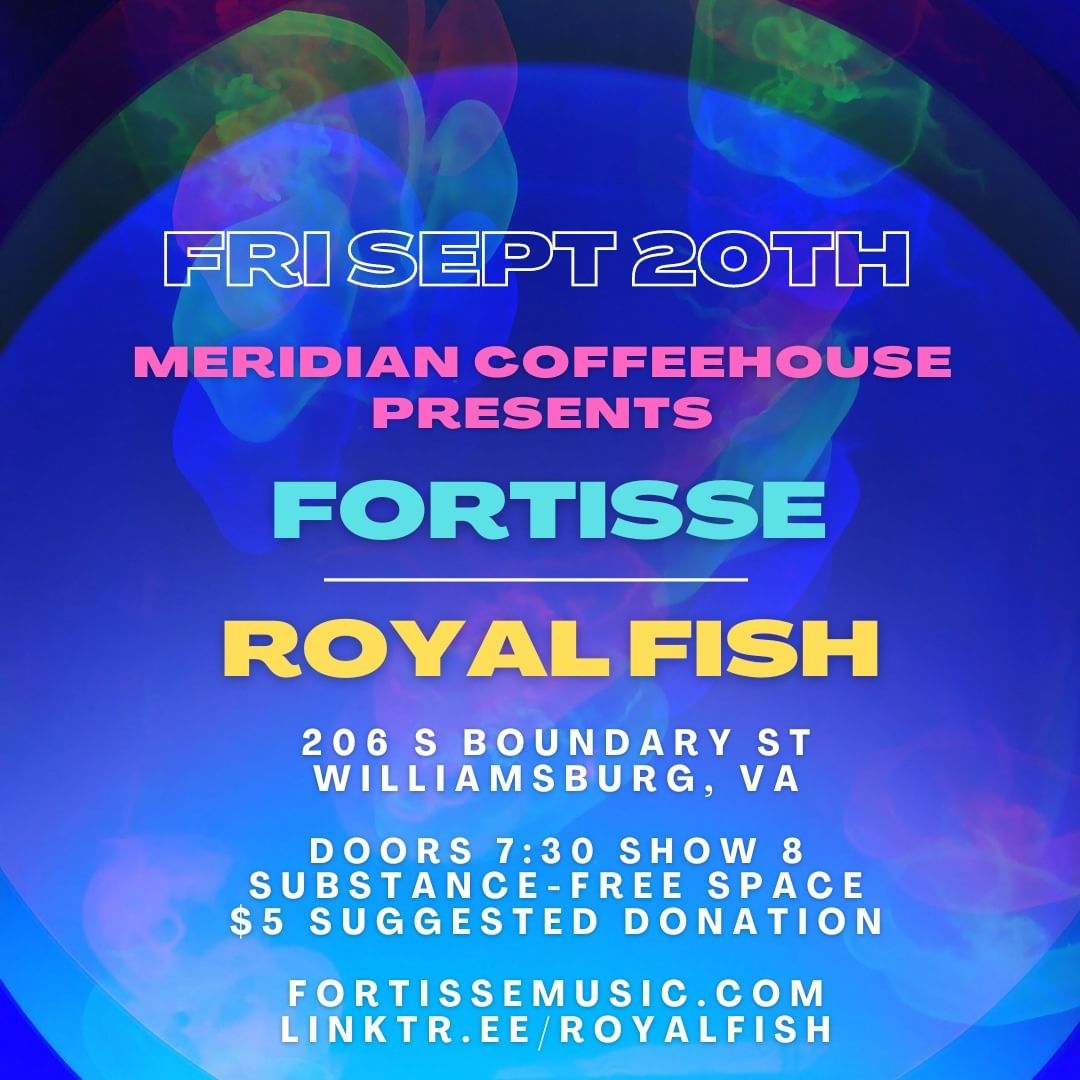 FRI SEPT 20TH
MERIDIAN COFFEEHOUSE
PRESENTS
FORTISSE
ROYAL FISH
206 S BOUNDARY ST
WILLIAMSBURG, VA
DOORS 7:30 SHOW 8
SUBSTANCE-FREE SPACE
$5 SUGGESTED DONATION
FORTISSEMUSIC.COM
LINKTR.EE/ROYALFISH